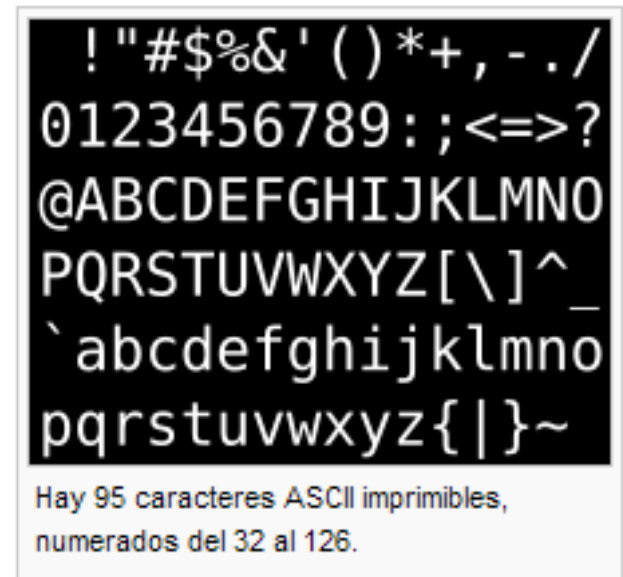 !"#$%&'()*+,-./
0123456789:;<=>?
@ABCDEFGHIJKLMNO
PQRSTUVWXYZ[\]^_
`abcdefghijklmno
pqrstuvwxyz{|}~
Hay 95 caracteres ASCII imprimibles,
numerados del 32 al 126.